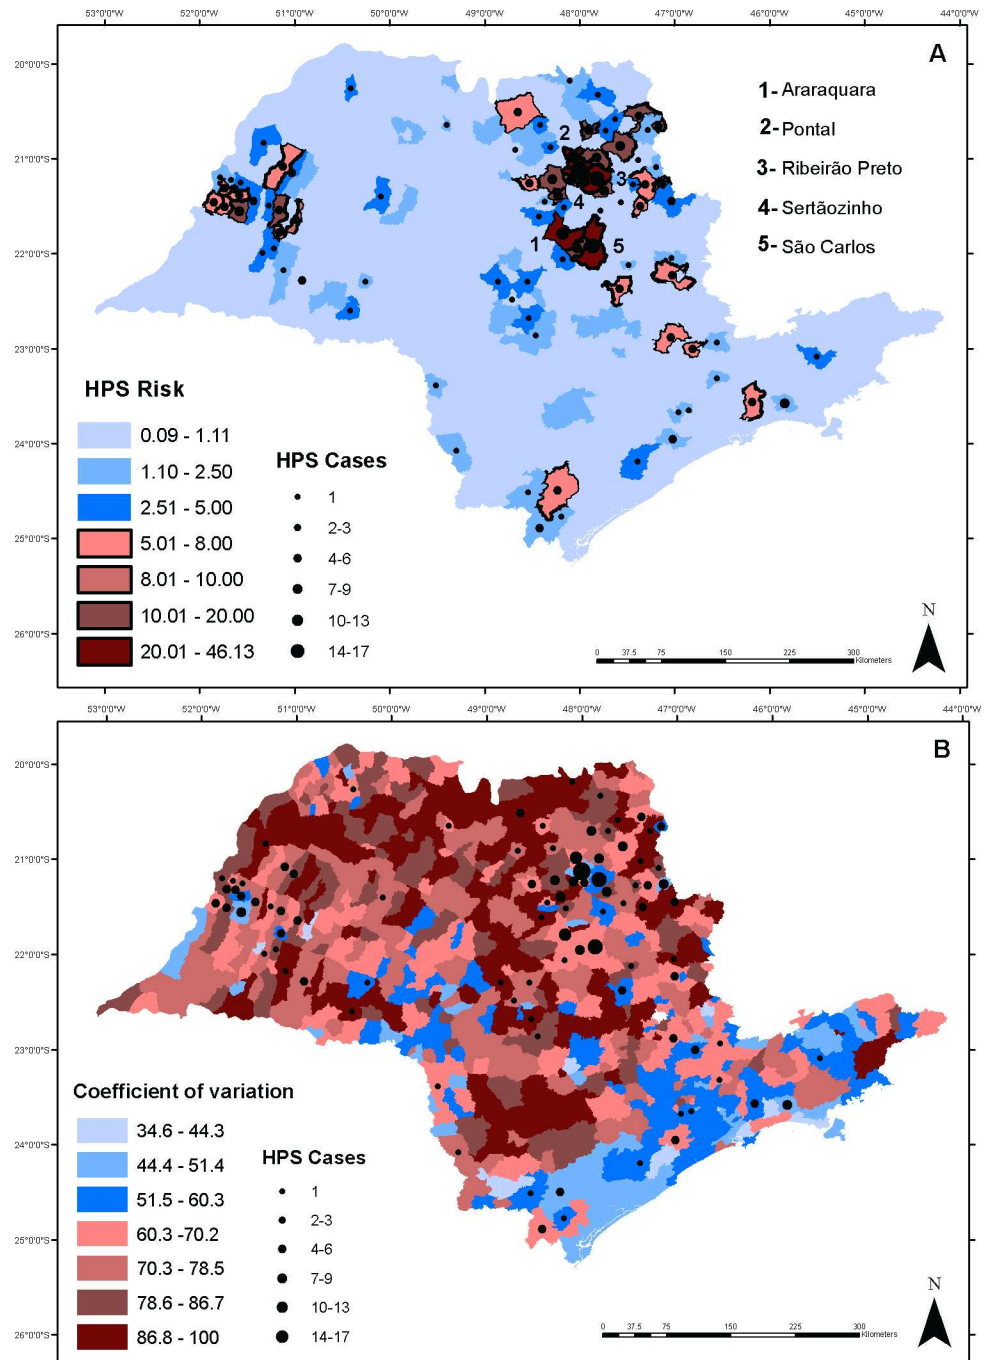 53°0'0"W 52°0'0"W 51°0'0"W 50°0'0"W 49°0'0"W 48°0'0"W 47°0'0"W 46°0'0"W 45°0'0"W 44°0'0"W
A
20°0'0"S
21°0'0"S
22°0'0"S
23°0'0"S
24°0'0"S
25°0'0"S
26°0'0"S
1- Araraquara
2- Pontal
3- Ribeirão Preto
4- Sertãozinho
5- São Carlos
2
3
4
1
5
HPS Risk
0.09 - 1.11
1.10 - 2.50
2.51 - 5.00
5.01 - 8.00
8.01 - 10.00
10.01 - 20.00
20.01 - 46.13
HPS Cases
1
2-3
4-6
7-9
10-13
14-17
N
0 37.5 75 150 225 300
Kilometers
53°0'0"W 52°0'0"W 51°0'0"W 50°0'0"W 49°0'0"W 48°0'0"W 47°0'0"W 46°0'0"W 45°0'0"W 44°0'0"W
B
20°0'0"S
21°0'0"S
22°0'0"S
23°0'0"S
24°0'0"S
25°0'0"S
26°0'0"S
Coefficient of variation
34.6 - 44.3
44.4 - 51.4
51.5 - 60.3
60.3 -70.2
70.3 - 78.5
78.6 - 86.7
86.8 - 100
HPS Cases
1
2-3
4-6
7-9
10-13
14-17
N
0 37.5 75 150 225 300
Kilometers